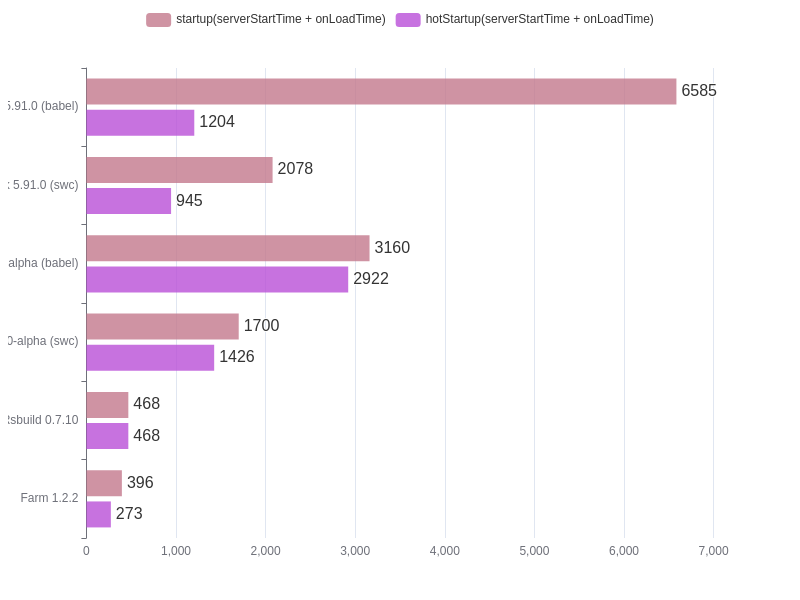 startup(serverStartTime + onLoadTime) hotStartup(serverStartTime + onLoadTime)
6585
5.91.0 (babel)
1204
2078
5.91.0 (swc)
945
3160
alpha (babel)
2922
1700
0-alpha (swc)
1426
468
sbuild 0.7.10
468
396
Farm 1.2.2
273
0 1,000 2,000 3,000 4,000 5,000 6,000 7,000